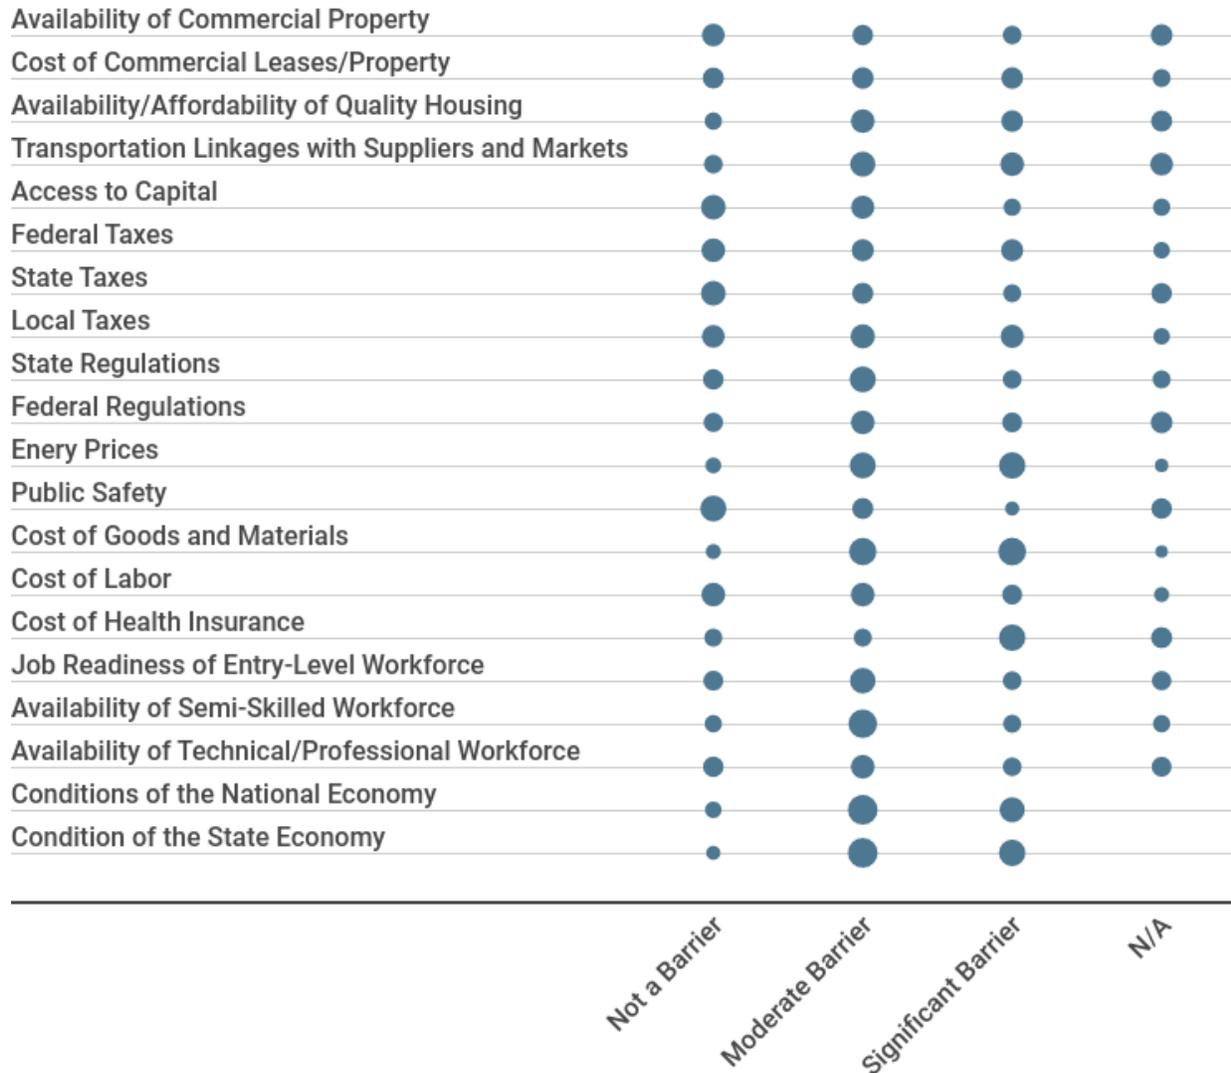 Availability of Commercial Property
Cost of Commercial Leases/Property
Availability/Affordability of Quality Housing
Transportation Linkages with Suppliers and Markets
Access to Capital
Federal Taxes
State Taxes
Local Taxes
State Regulations
Federal Regulations
Enery Prices
Public Safety
Cost of Goods and Materials
Cost of Labor
Cost of Health Insurance
Job Readiness of Entry-Level Workforce
Availability of Semi-Skilled Workforce
Availability of Technical/Professional Workforce
Conditions of the National Economy
Condition of the State Economy
Not a Barrier
Moderate Barrier
Significant Barrier
N/A